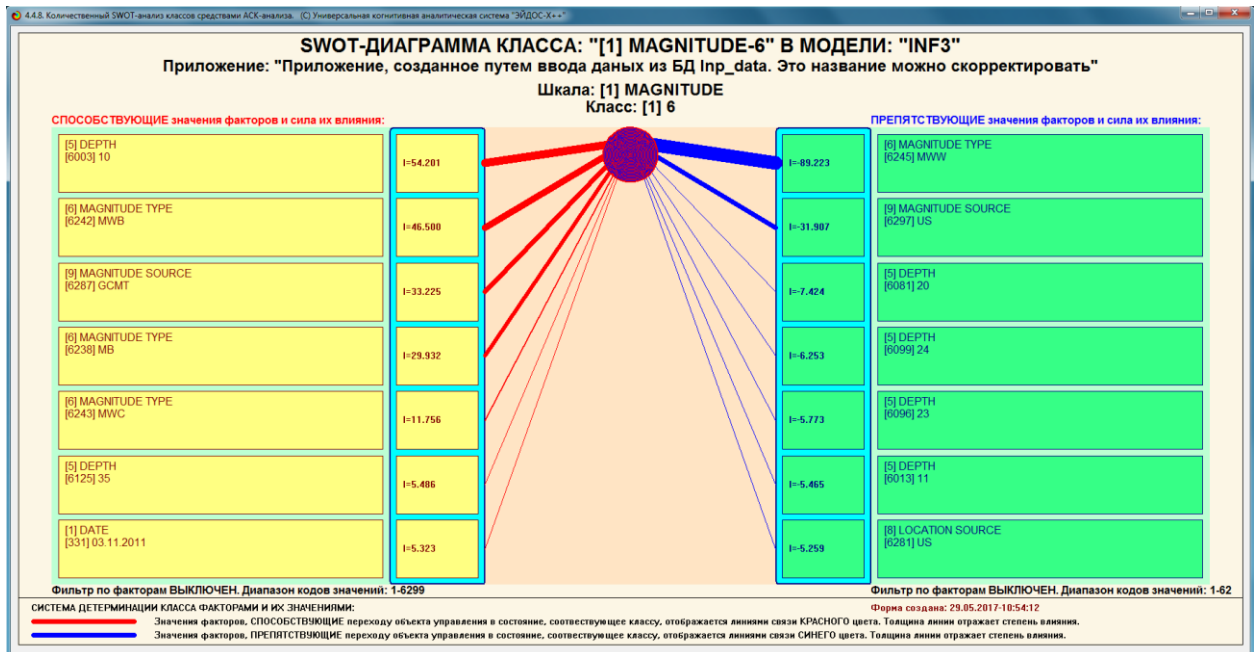 4.4.8. Количественный SWOT-анализ классов средствами АСК-анализа. (C) Универсальная когнитивная аналитическая система "ЭЙДОС-X++"
SWOT-ДИАГРАММА КЛАССА: "[1] MAGNITUDE-6" В МОДЕЛИ: "INF3"
Приложение: "Приложение, созданное путем ввода даных из БД Inp_data. Это название можно скорректировать"
Шкала: [1] MAGNITUDE
Класс: [1] 6
СПОСОБСТВУЮЩИЕ значения факторов и сила их влияния:
[5] DEPTH
[6003] 10
I=54.201
[6] MAGNITUDE TYPE
[6242] MWB
I=46.500
[9] MAGNITUDE SOURCE
[6287] GCMT
I=33.225
[6] MAGNITUDE TYPE
[6238] MB
I=29.932
[6] MAGNITUDE TYPE
[6243] MWC
I=11.756
[5] DEPTH
[6125] 35
I=5.486
[1] DATE
[331] 03.11.2011
I=5.323
Фильтр по факторам ВЫКЛЮЧЕН. Диапазон кодов значений: 1-6299
ПРЕПЯТСТВУЮЩИЕ значения факторов и сила их влияния:
I=-89.223
[6] MAGNITUDE TYPE
[6245] MWW
I=-31.907
[9] MAGNITUDE SOURCE
[6297] US
I=-7.424
[5] DEPTH
[6081] 20
I=-6.253
[5] DEPTH
[6099] 24
I=-5.773
[5] DEPTH
[6096] 23
I=-5.465
[5] DEPTH
[6013] 11
I=-5.259
[8] LOCATION SOURCE
[6281] US
Фильтр по факторам ВЫКЛЮЧЕН. Диапазон кодов значений: 1-62
СИСТЕМА ДЕТЕРМИНАЦИИ КЛАССА ФАКТОРАМИ И ИХ ЗНАЧЕНИЯМИ:
Форма создана: 29.05.2017-10:54:12
Значения факторов, СПОСОБСТВУЮЩИЕ переходу объекта управления в состояние, соотвествующее классу, отображается линиями связи КРАСНОГО цвета. Толщина линии отражает степень влияния.
Значения факторов, ПРЕПЯТСТВУЮЩИЕ переходу объекта управления в состояние, соотвествующее классу, отображается линиями связи СИНЕГО цвета. Толщина линии отражает степень влияния.